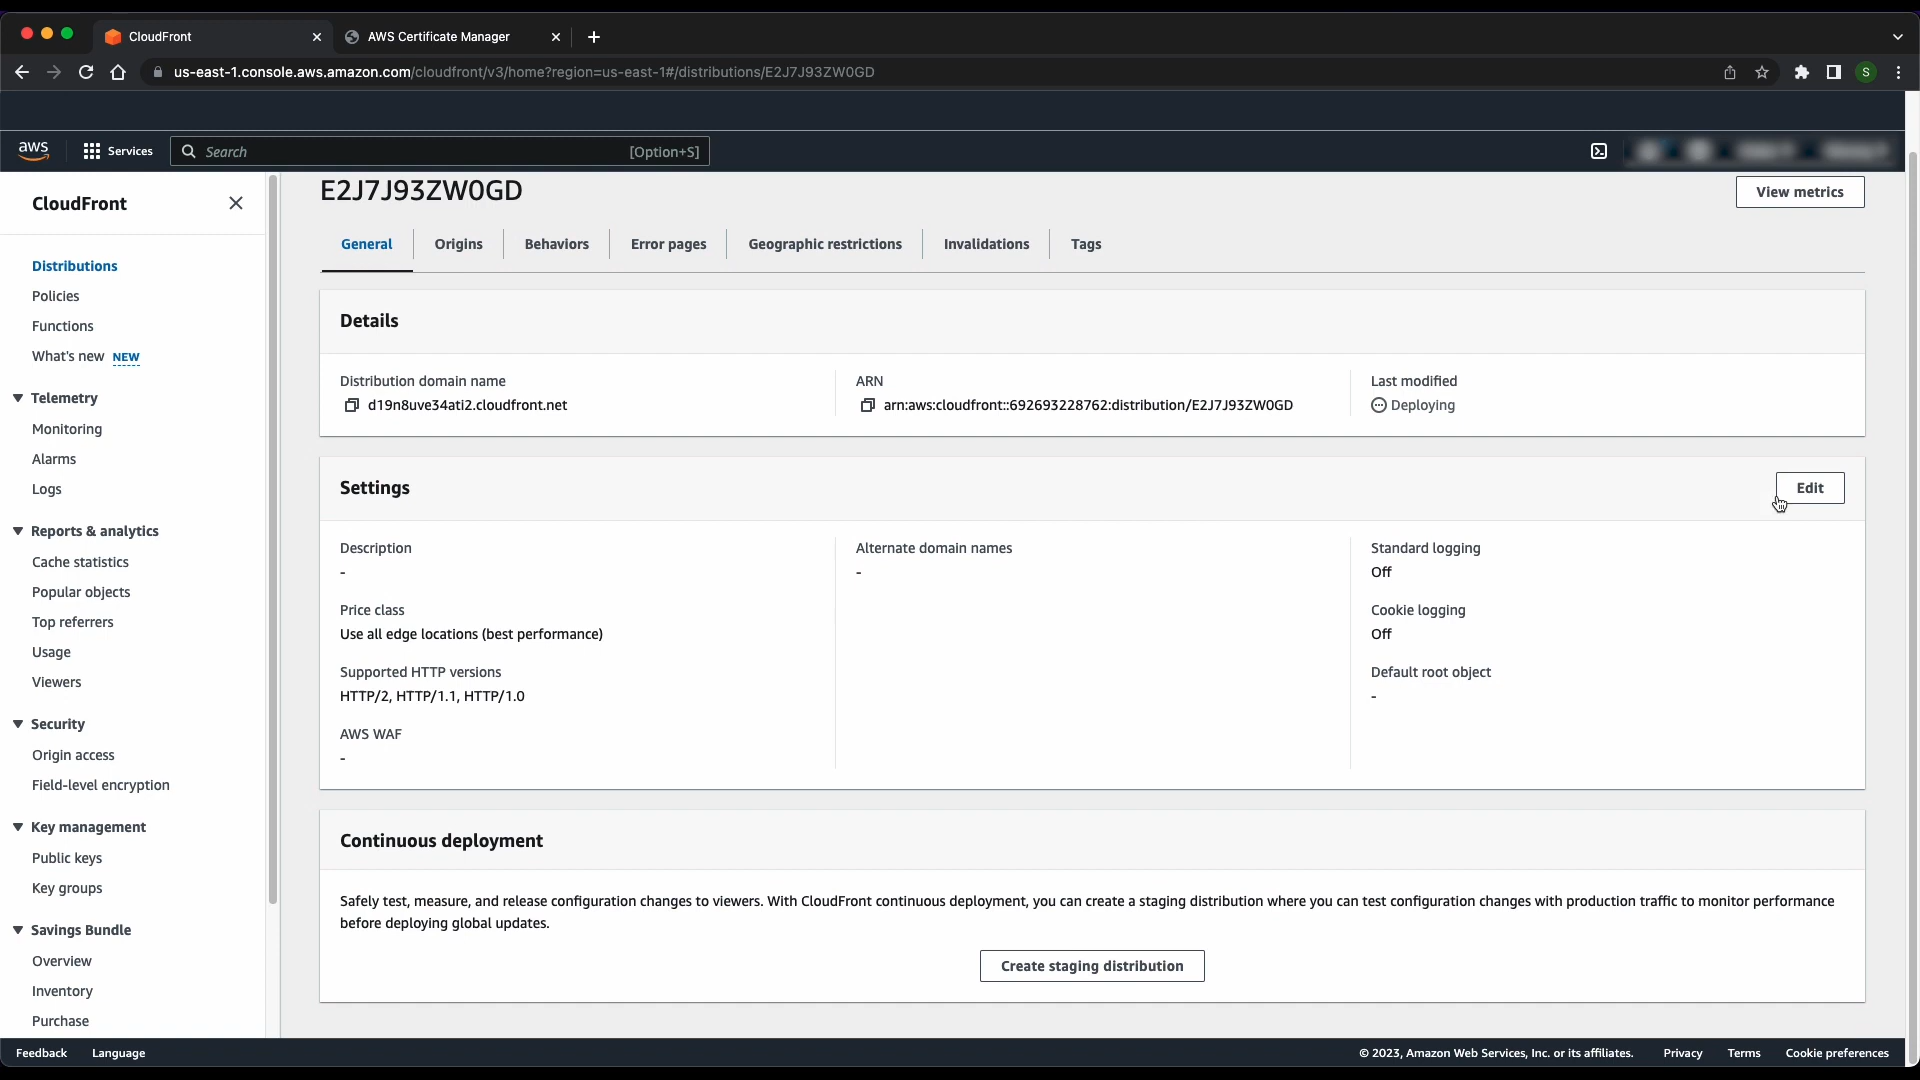 CloudFront
AWS Certificate Manager
us-east-1.console.aws.amazon.com/cloudfront/v3/home?region=us-east-1#/distributions/E2J7J93ZW0GD
S
aws
Services
Search
[Option+S]
CloudFront
Distributions
Policies
Functions
What's new NEW
Telemetry
Monitoring
Alarms
Logs
Reports & analytics
Cache statistics
Popular objects
Top referrers
Usage
Viewers
Security
Origin access
Field-level encryption
Key management
Public keys
Key groups
Savings Bundle
Overview
Inventory
Purchase
E2J7J93ZW0GD
View metrics
General
Origins
Behaviors
Error pages
Geographic restrictions
Invalidations
Tags
Details
Distribution domain name
d19n8uve34ati2.cloudfront.net
ARN
arn:aws:cloudfront::692693228762:distribution/E2J7J93ZW0GD
Last modified
Deploying
Settings
Edit
Description
-
Price class
Use all edge locations (best performance)
Supported HTTP versions
HTTP/2, HTTP/1.1, HTTP/1.0
AWS WAF
-
Alternate domain names
-
Standard logging
Off
Cookie logging
Off
Default root object
-
Continuous deployment
Safely test, measure, and release configuration changes to viewers. With CloudFront continuous deployment, you can create a staging distribution where you can test configuration changes with production traffic to monitor performance
before deploying global updates.
Create staging distribution
Feedback
Language
© 2023, Amazon Web Services, Inc. or its affiliates.
Privacy
Terms
Cookie preferences